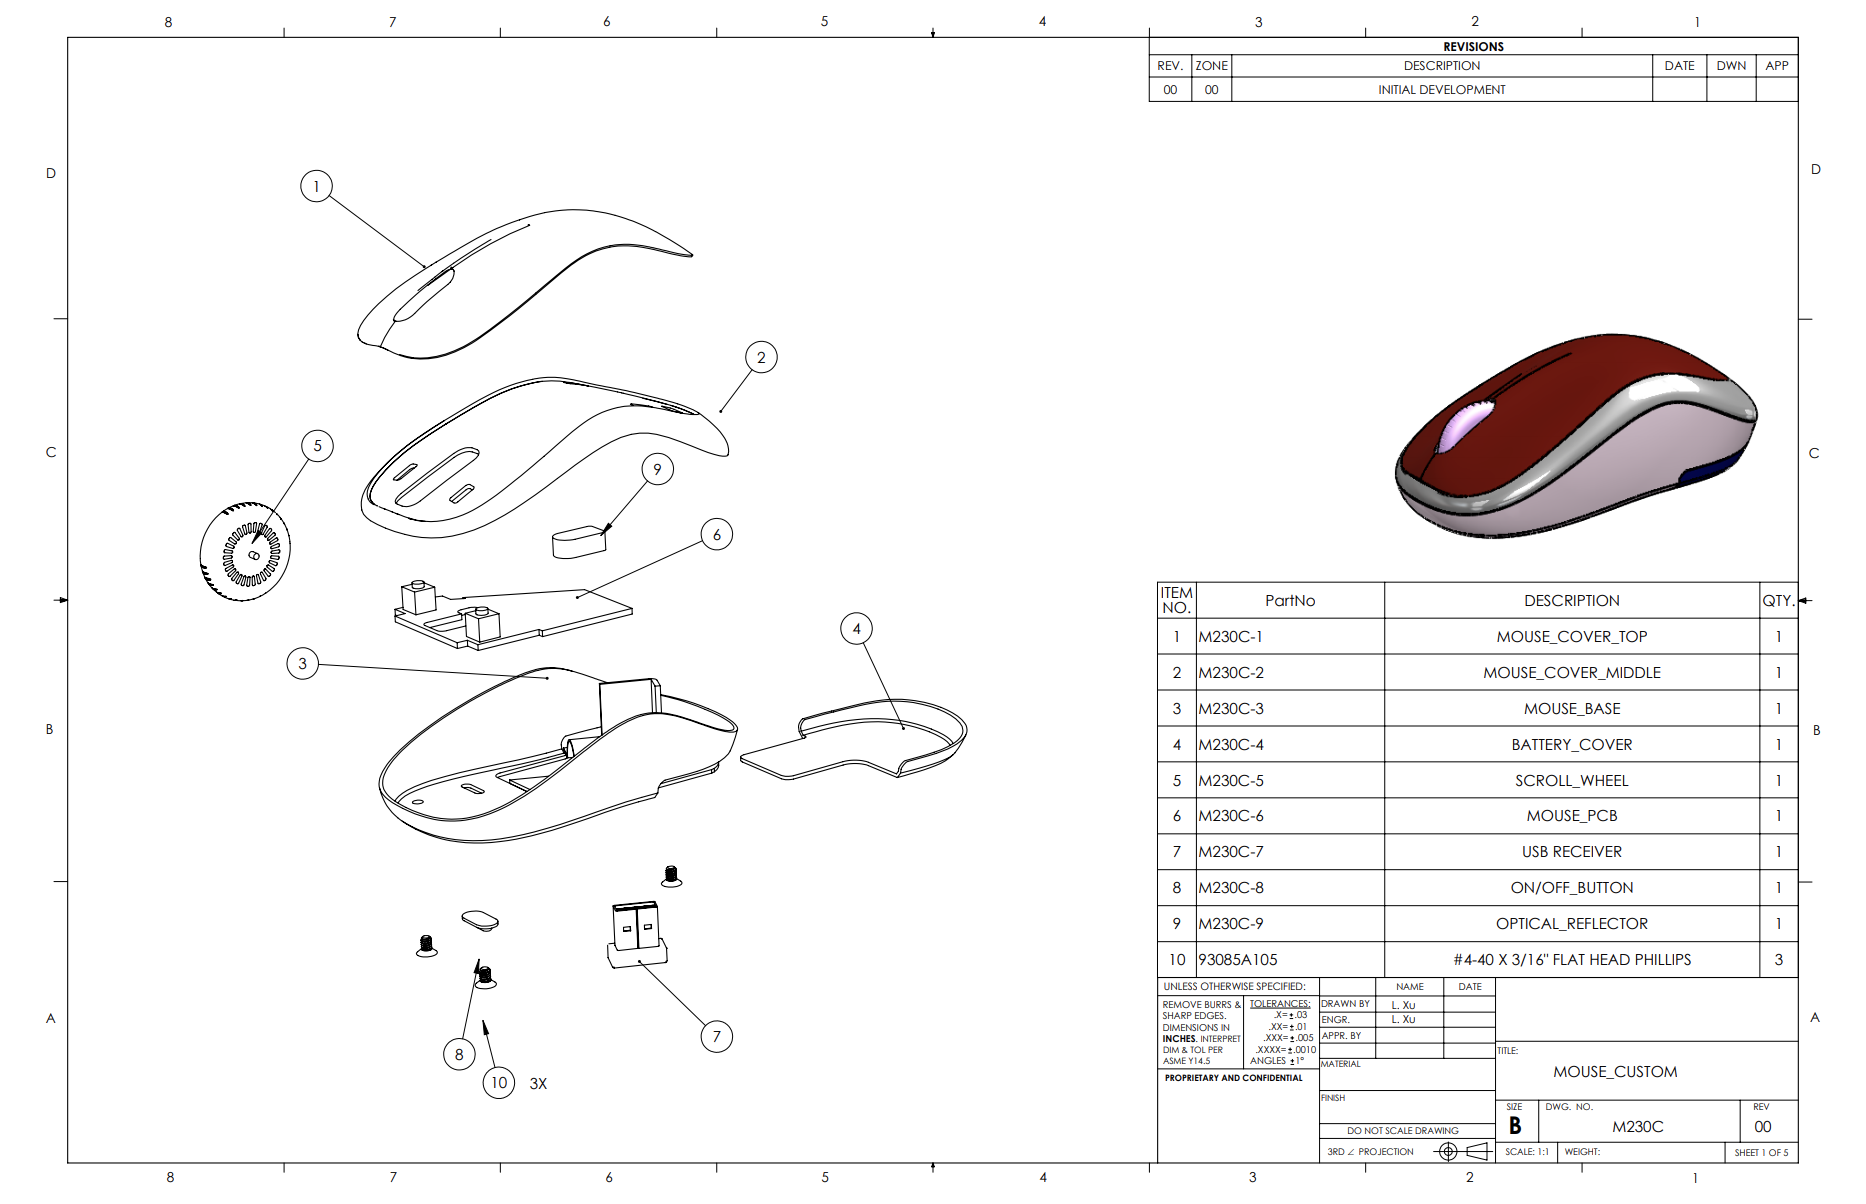 8 7 6 5 4 3 2 1
REVISIONS
REV. ZONE DESCRIPTION DATE DWN APP
00 00 INITIAL DEVELOPMENT
D D
1
2
C C
5
9
6
4
3
B B
ITEM NO. PartNo DESCRIPTION QTY.
1 M230C-1 MOUSE_COVER_TOP 1
2 M230C-2 MOUSE_COVER_MIDDLE 1
3 M230C-3 MOUSE_BASE 1
4 M230C-4 BATTERY_COVER 1
5 M230C-5 SCROLL_WHEEL 1
6 M230C-6 MOUSE_PCB 1
7 M230C-7 USB RECEIVER 1
8 M230C-8 ON/OFF_BUTTON 1
9 M230C-9 OPTICAL_REFLECTOR 1
10 93085A105 #4-40 X 3/16" FLAT HEAD PHILLIPS 3
A A
7
8
10 3X
UNLESS OTHERWISE SPECIFIED:
REMOVE BURRS &
SHARP EDGES.
DIMENSIONS IN
INCHES. INTERPRET
DIM & TOL PER
ASME Y14.5
TOLERANCES:
.X=±.03
.XX=±.01
.XXX=±.005
.XXXX=±.0010
ANGLES ±1°
PROPRIETARY AND CONFIDENTIAL
NAME DATE
DRAWN BY L. Xu
ENGR. L. Xu
APPR. BY
MATERIAL
FINISH
DO NOT SCALE DRAWING
3RD ∠ PROJECTION
TITLE:
MOUSE_CUSTOM
SIZE DWG. NO. REV
B M230C 00
SCALE: 1:1 WEIGHT: SHEET 1 OF 5
8 7 6 5 4 3 2 1